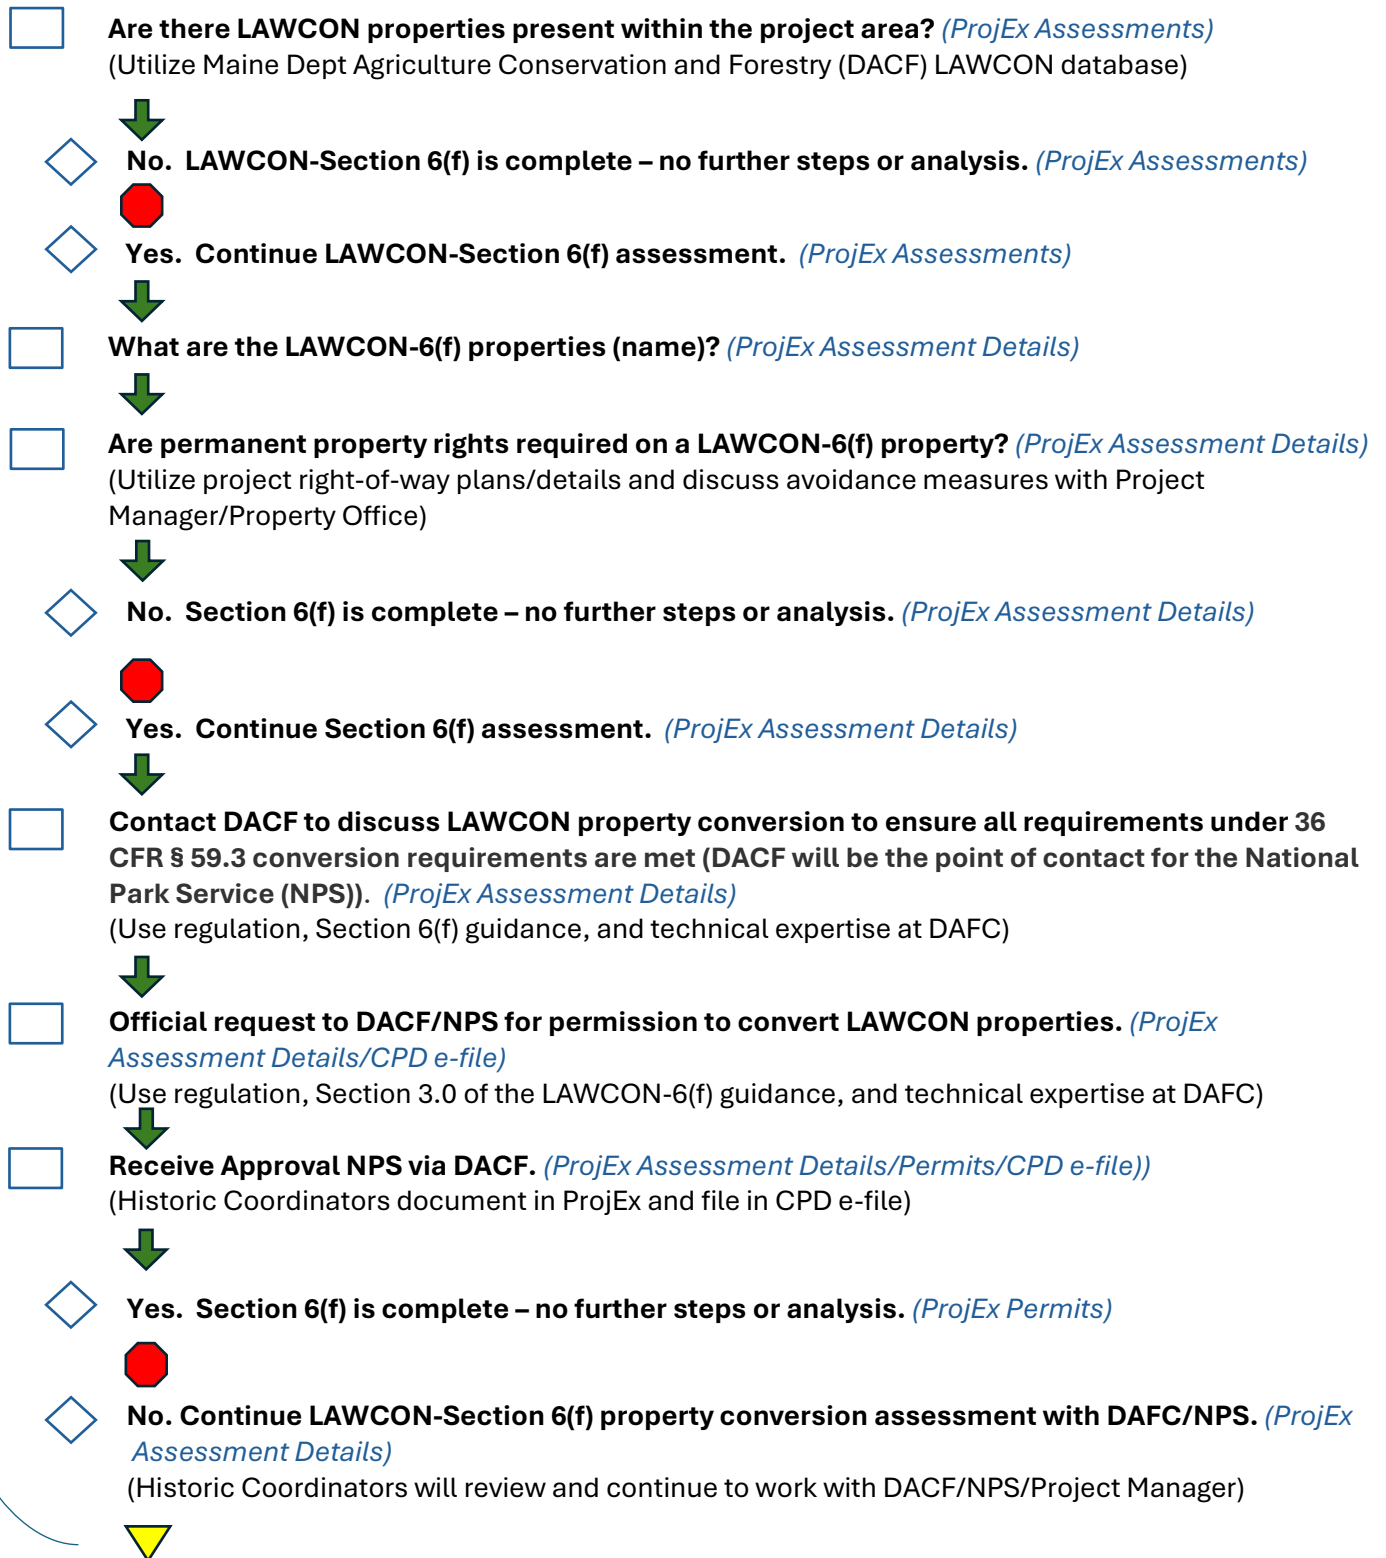 Are there LAWCON properties present within the project area? (ProjEx Assessments)
(Utilize Maine Dept Agriculture Conservation and Forestry (DACF) LAWCON database)
No. LAWCON-Section 6(f) is complete – no further steps or analysis. (ProjEx Assessments)
Yes. Continue LAWCON-Section 6(f) assessment. (ProjEx Assessments)
What are the LAWCON-6(f) properties (name)? (ProjEx Assessment Details)
Are permanent property rights required on a LAWCON-6(f) property? (ProjEx Assessment Details)
(Utilize project right-of-way plans/details and discuss avoidance measures with Project
Manager/Property Office)
No. Section 6(f) is complete – no further steps or analysis. (ProjEx Assessment Details)
Yes. Continue Section 6(f) assessment. (ProjEx Assessment Details)
Contact DACF to discuss LAWCON property conversion to ensure all requirements under 36
CFR § 59.3 conversion requirements are met (DACF will be the point of contact for the National
Park Service (NPS)). (ProjEx Assessment Details)
(Use regulation, Section 6(f) guidance, and technical expertise at DAFC)
Official request to DACF/NPS for permission to convert LAWCON properties. (ProjEx
Assessment Details/CPD e-file)
(Use regulation, Section 3.0 of the LAWCON-6(f) guidance, and technical expertise at DAFC)
Receive Approval NPS via DACF. (ProjEx Assessment Details/Permits/CPD e-file))
(Historic Coordinators document in ProjEx and file in CPD e-file)
Yes. Section 6(f) is complete – no further steps or analysis. (ProjEx Permits)
No. Continue LAWCON-Section 6(f) property conversion assessment with DAFC/NPS. (ProjEx
Assessment Details)
(Historic Coordinators will review and continue to work with DACF/NPS/Project Manager)